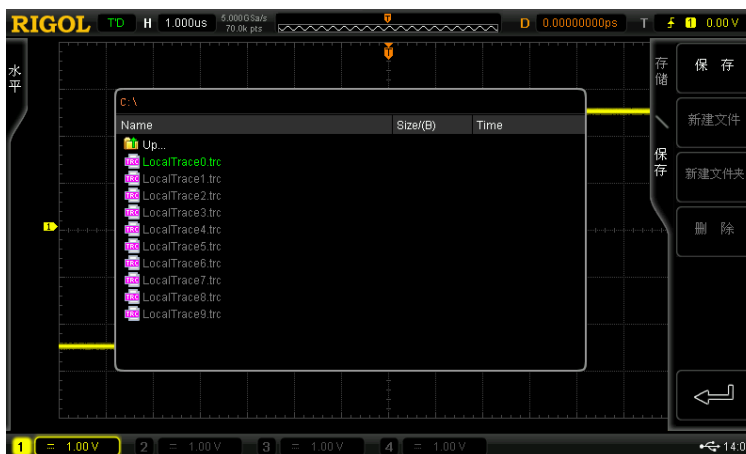 RIGOL T'D H 1.000us 5.000GSa/s 70.0k pts D 0.00000000ps T 1 0.00 V
水平
存储
保存
保 存
新建文件
新建文件夹
删 除
C:\
Name Size/(B) Time
Up...
LocalTrace0.trc
LocalTrace1.trc
LocalTrace2.trc
LocalTrace3.trc
LocalTrace4.trc
LocalTrace5.trc
LocalTrace6.trc
LocalTrace7.trc
LocalTrace8.trc
LocalTrace9.trc
1 = 1.00 V 2 = 1.00 V 3 = 1.00 V 4 = 1.00 V 14:0